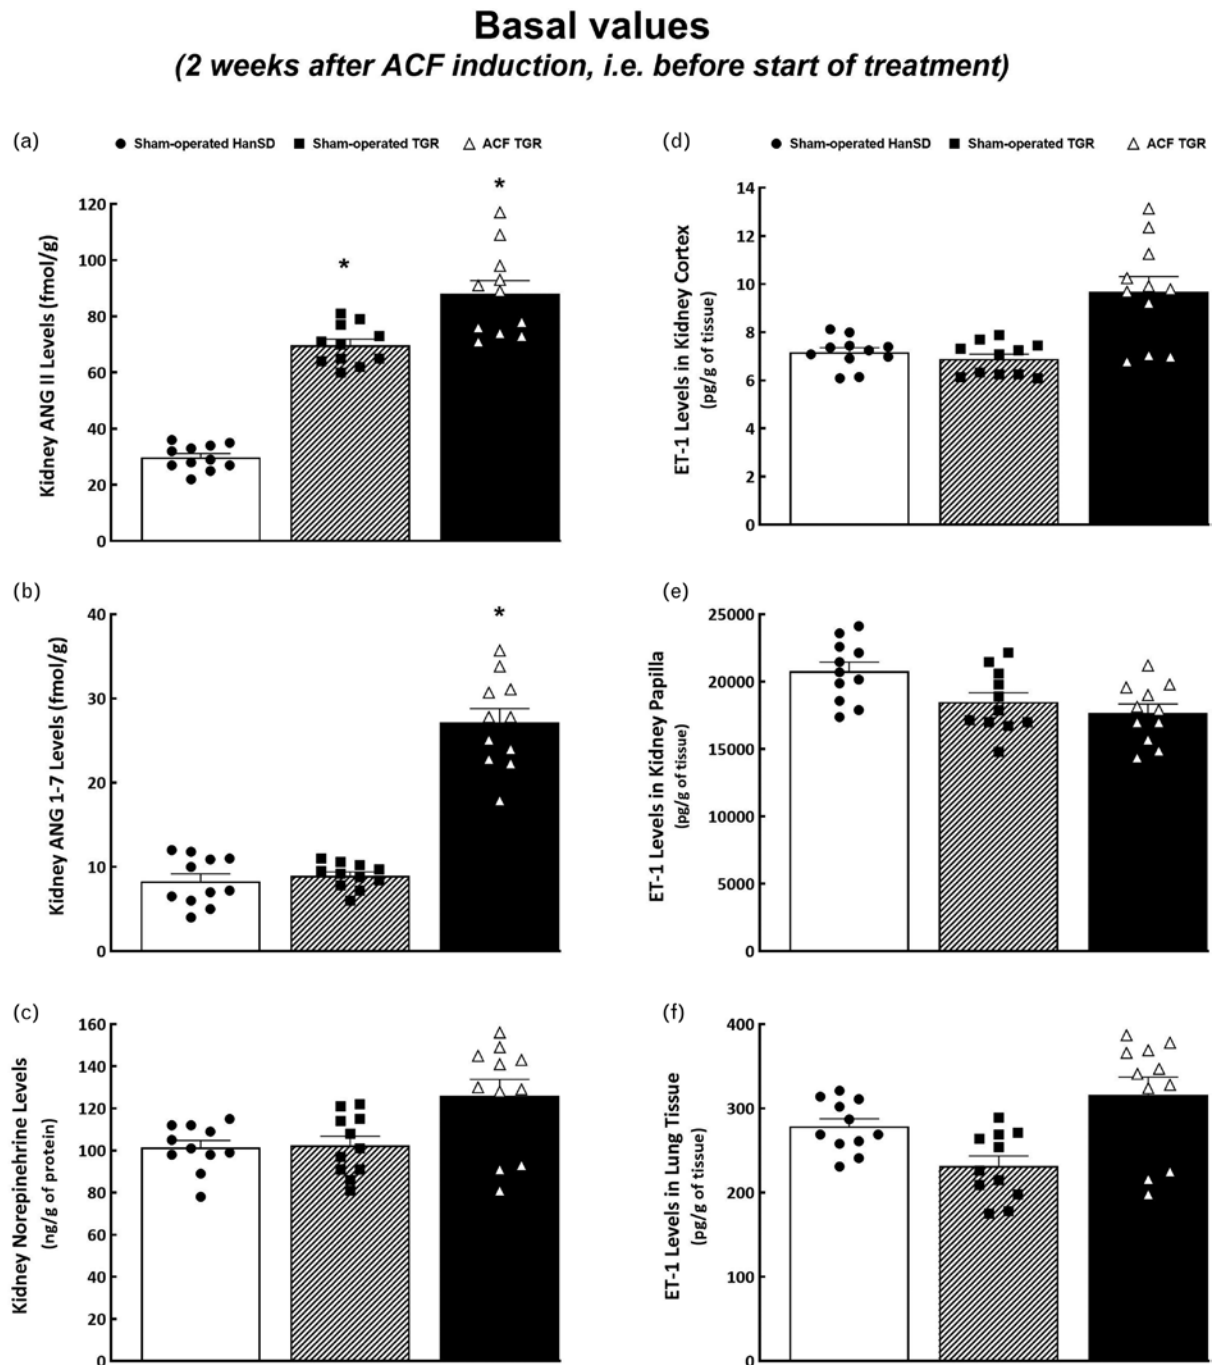 Basal values
(2 weeks after ACF induction, i.e. before start of treatment)
(a)
● Sham-operated HanSD ■ Sham-operated TGR △ ACF TGR
Kidney ANG II Levels (fmol/g)
120
100
80
60
40
20
0
*
*
(d)
● Sham-operated HanSD ■ Sham-operated TGR △ ACF TGR
ET-1 Levels in Kidney Cortex
(pg/g of tissue)
14
12
10
8
6
4
2
0
(b)
Kidney ANG 1-7 Levels (fmol/g)
40
30
20
10
0
*
(e)
ET-1 Levels in Kidney Papilla
(pg/g of tissue)
25000
20000
15000
10000
5000
0
(c)
Kidney Norepinehrine Levels
(ng/g of protein)
160
140
120
100
80
60
40
20
0
(f)
ET-1 Levels in Lung Tissue
(pg/g of tissue)
400
300
200
100
0